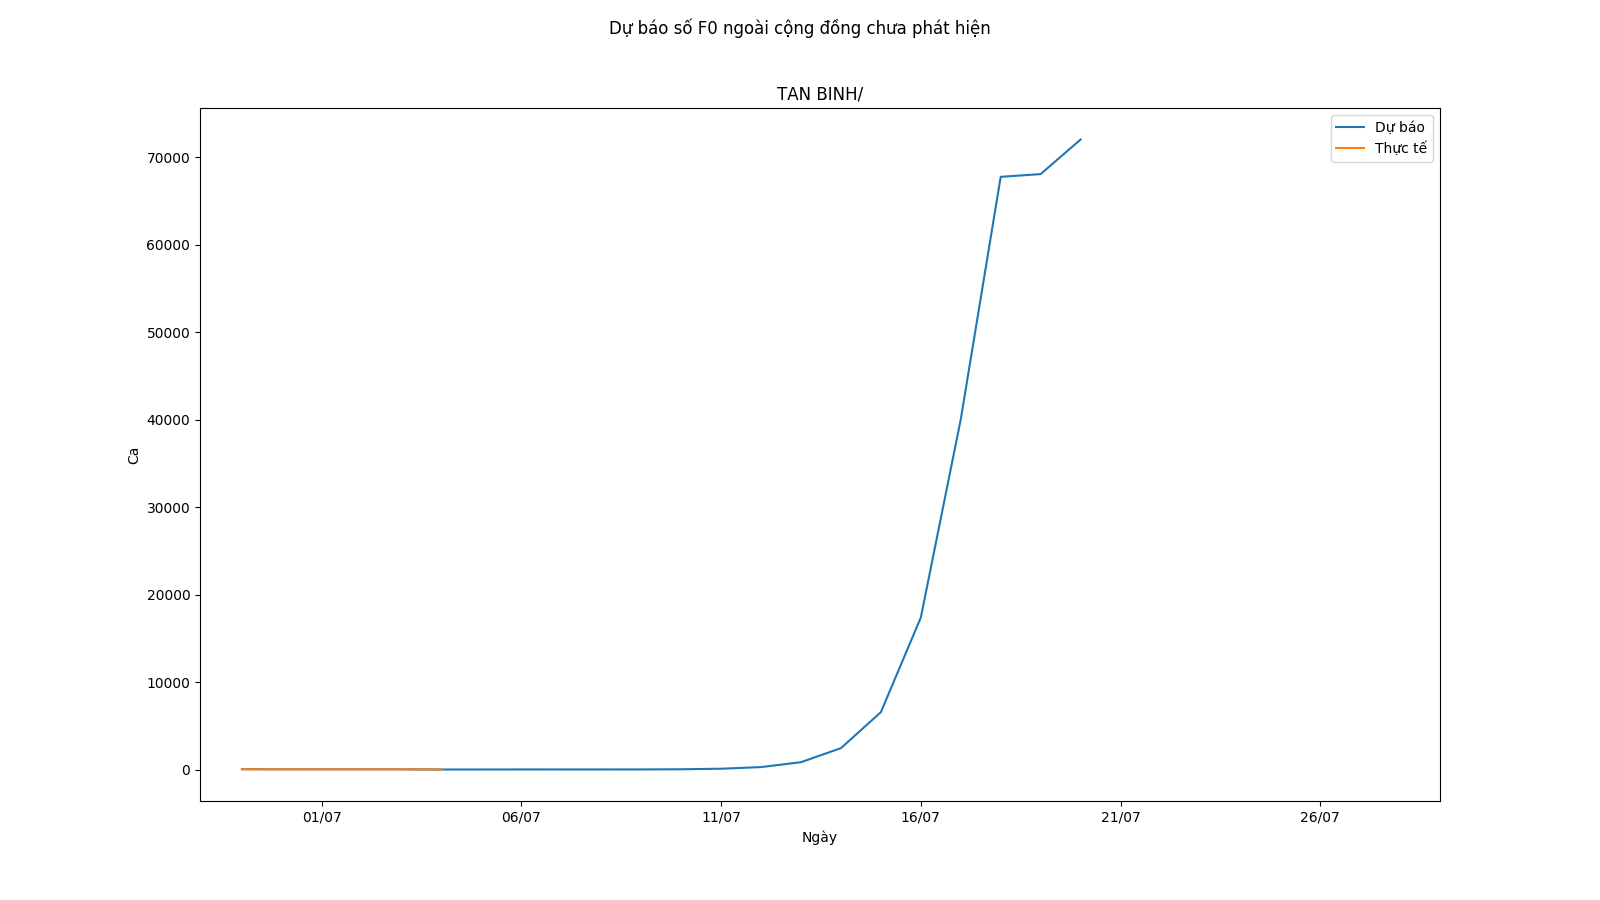 Dự báo số F0 ngoài cộng đồng chưa phát hiện
TAN BINH/
Dự báo
Thực tế
70000
60000
50000
40000
30000
20000
10000
0
Ca
01/07
06/07
11/07
16/07
21/07
26/07
Ngày